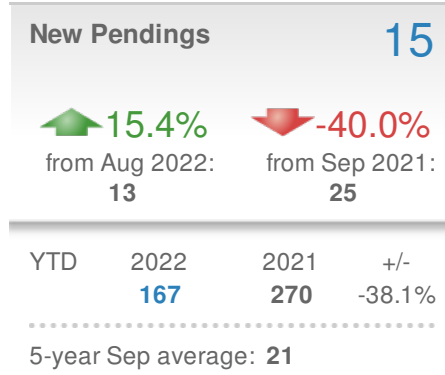 New Pendings 15
15.4% -40.0%
from Aug 2022: from Sep 2021:
13 25
YTD 2022 2021 +/-
167 270 -38.1%
5-year Sep average: 21